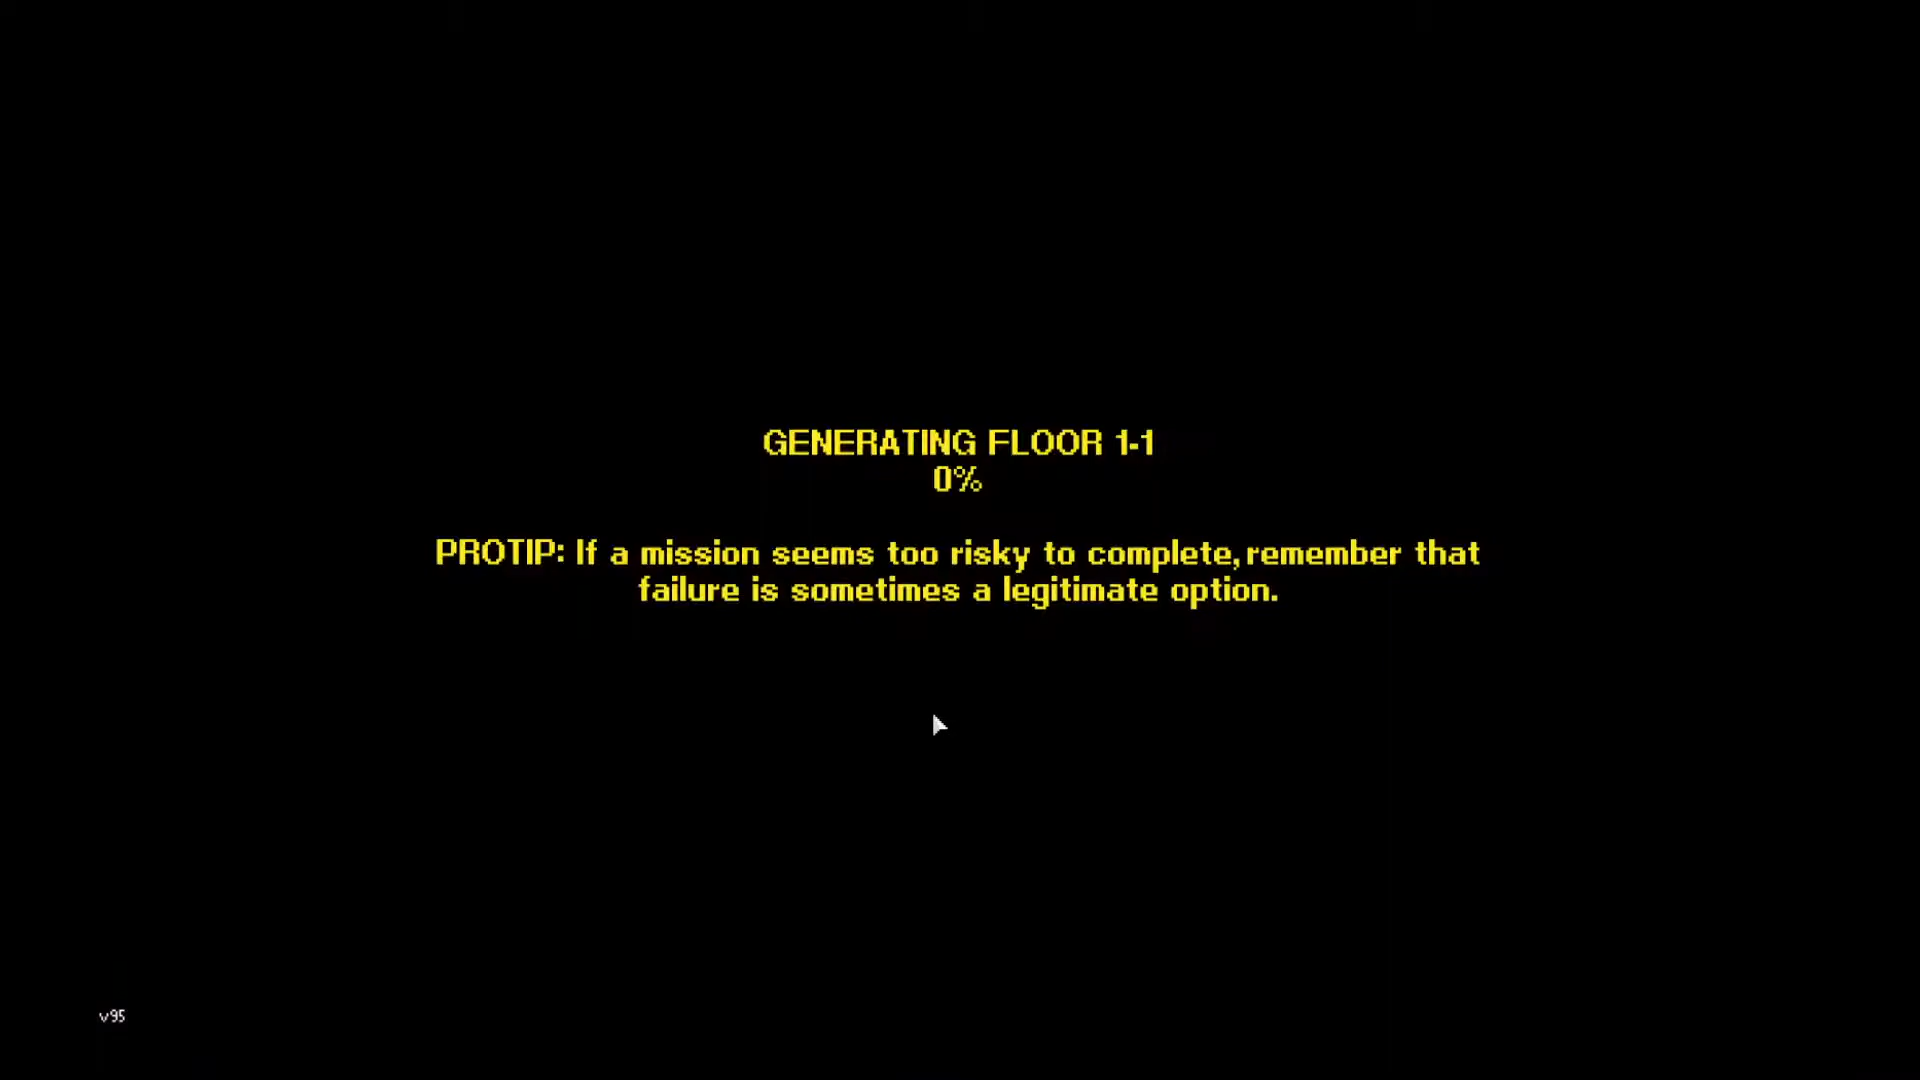 GENERATING FLOOR 1-1
0%
PROTIP: If a mission seems too risky to complete, remember that
failure is sometimes a legitimate option.
v95